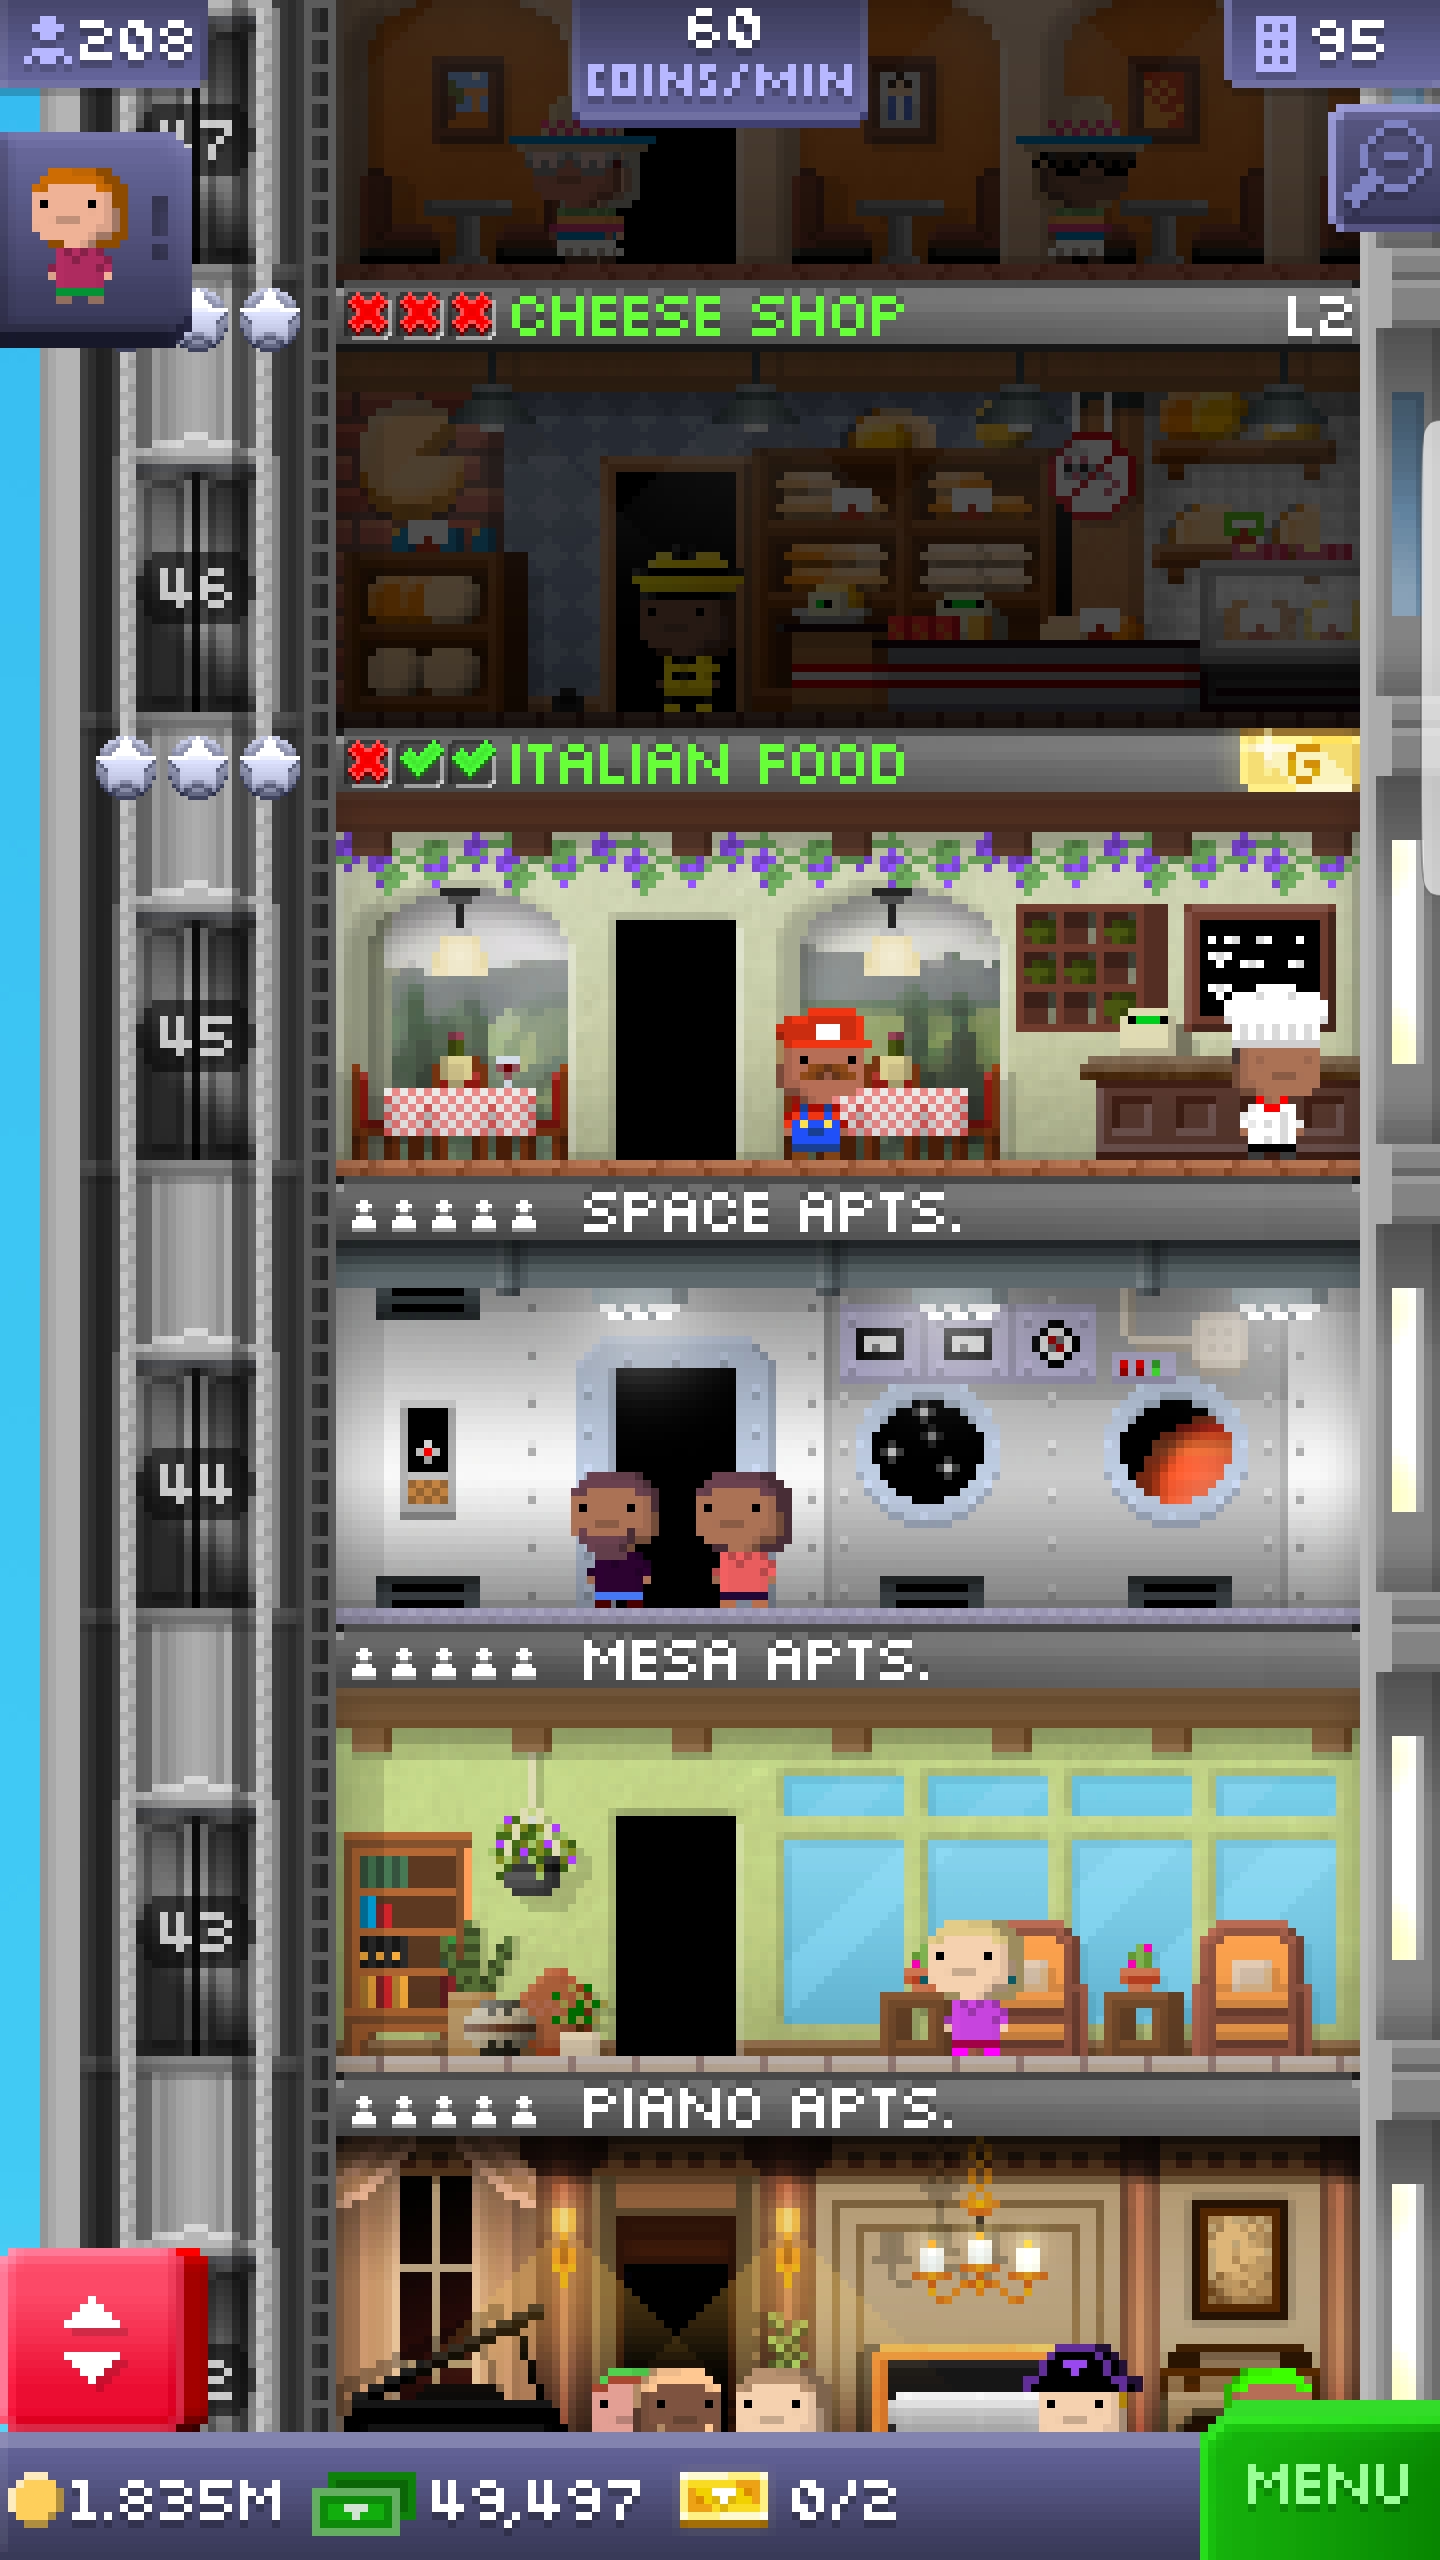 208
60
COINS/MIN
95
47
CHEESE SHOP
L2
46
ITALIAN FOOD
G
45
SPACE APTS.
44
MESA APTS.
43
PIANO APTS.
1.835M
49,497
0/2
MENU